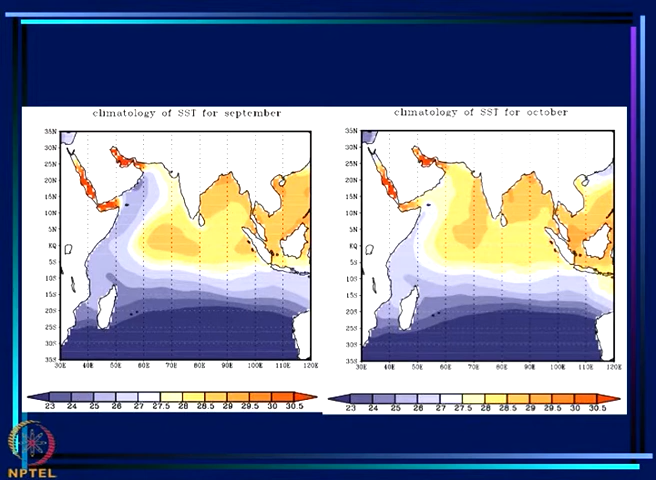 climatology of SST for september
35N
30N
25N
20N
15N
10N
5N
EQ
5S
10S
15S
20S
25S
30S
35S
30E 40E 50E 60E 70E 80E 90E 100E 110E 120E
23 24 25 26 27 27.5 28 28.5 29 29.5 30 30.5
climatology of SST for october
35N
30N
25N
20N
15N
10N
5N
EQ
5S
10S
15S
20S
25S
30S
35S
30E 40E 50E 60E 70E 80E 90E 100E 110E 120E
23 24 25 26 27 27.5 28 28.5 29 29.5 30 30.5
NPTEL